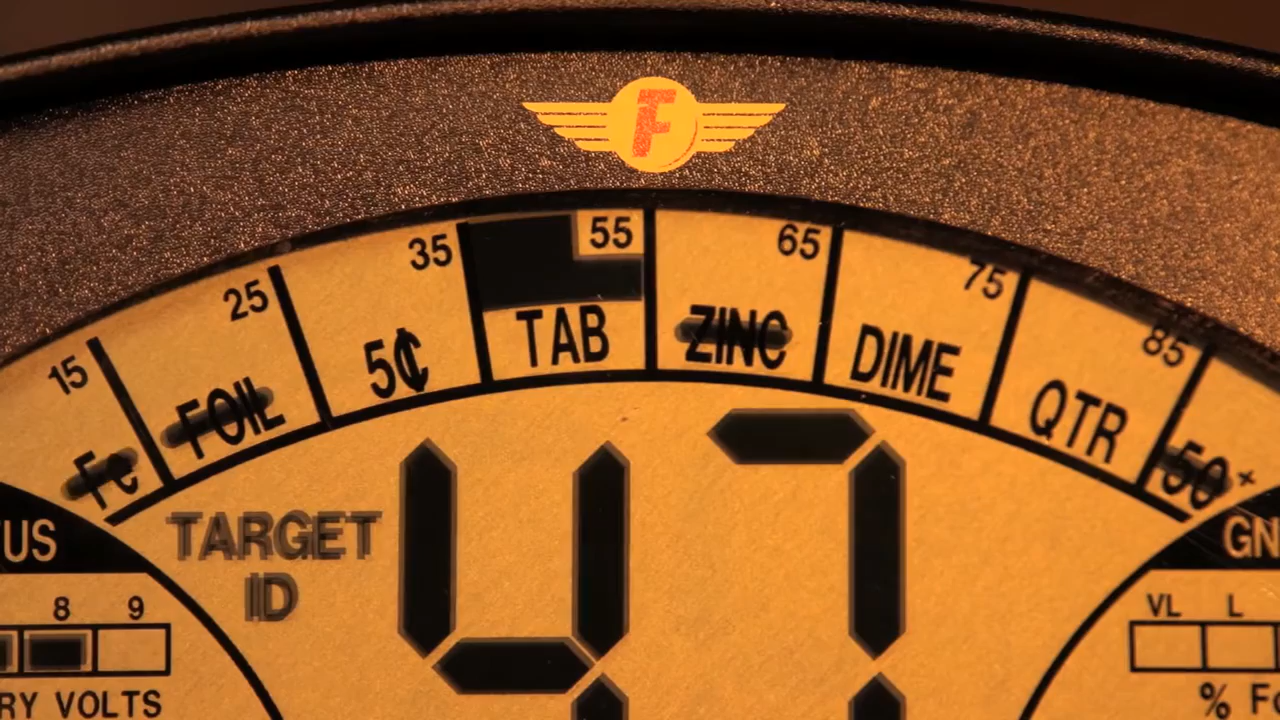 F
15 25 35 55 65 75 85
Fe FOIL 5¢ TAB ZINC DIME QTR 50+
TARGET
ID
47
TUS
8 9
RY VOLTS
GN
VL L
% F